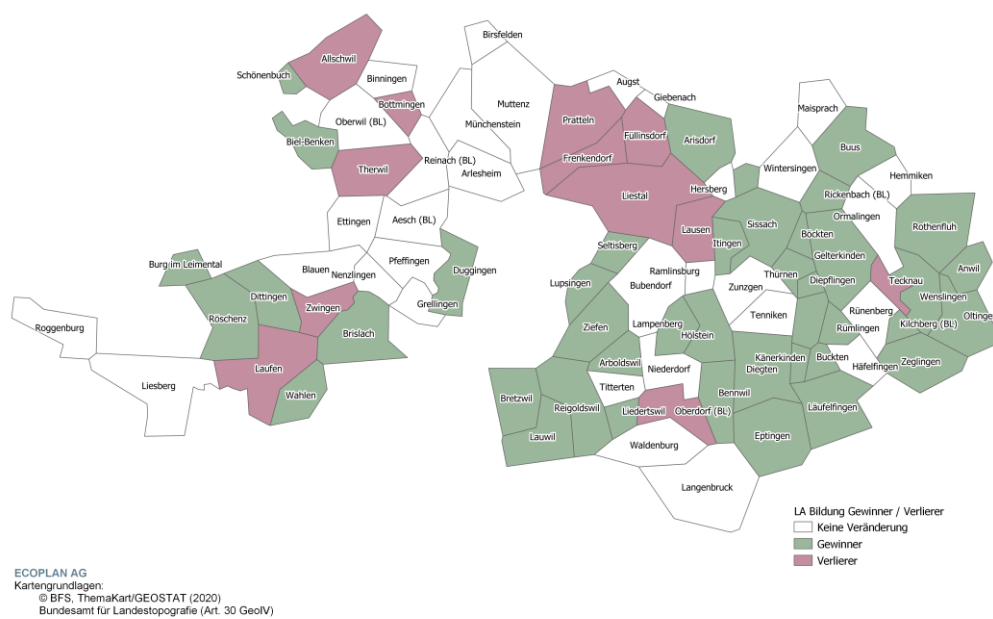 Birsfelden
Allschwil
Schönenbuch
Binningen
Augst
Bottmingen
Muttenz
Giebenach
Maisprach
Oberwil (BL)
Münchenstein
Pratteln
Füllinsdorf
Biel-Benken
Arisdorf
Buus
Reinach (BL)
Frenkendorf
Therwil
Arlesheim
Wintersingen
Hemmiken
Hersberg
Rickenbach (BL)
Liestal
Ettingen
Aesch (BL)
Sissach
Ormalingen
Lausen
Böckten
Rothenfluh
Itingen
Seltisberg
Gelterkinden
Pfeffingen
Burg im Leimental
Blauen
Duggingen
Ramlinsburg
Anwil
Nenzlingen
Thürnen
Tecknau
Lupsingen
Bubendorf
Zunzgen
Diepflingen
Dittingen
Wenslingen
Grellingen
Zwingen
Röschenz
Rünenberg
Tenniken
Oltingen
Lampenberg
Ziefen
Roggenburg
Brislach
Hölstein
Rümlingen
Kilchberg (BL)
Känerkinden
Buckten
Arboldswil
Zeglingen
Laufen
Niederdorf
Diegten
Häfelfingen
Liesberg
Titterten
Wahlen
Bennwil
Bretzwil
Reigoldswil
Liedertswil
Oberdorf (BL)
Läufelfingen
Lauwil
Eptingen
Waldenburg
Langenbruck
LA Bildung Gewinner / Verlierer
Keine Veränderung
Gewinner
Verlierer
ECOPLAN AG
Kartengrundlagen:
© BFS, ThemaKart/GEOSTAT (2020)
Bundesamt für Landestopografie (Art. 30 GeoIV)